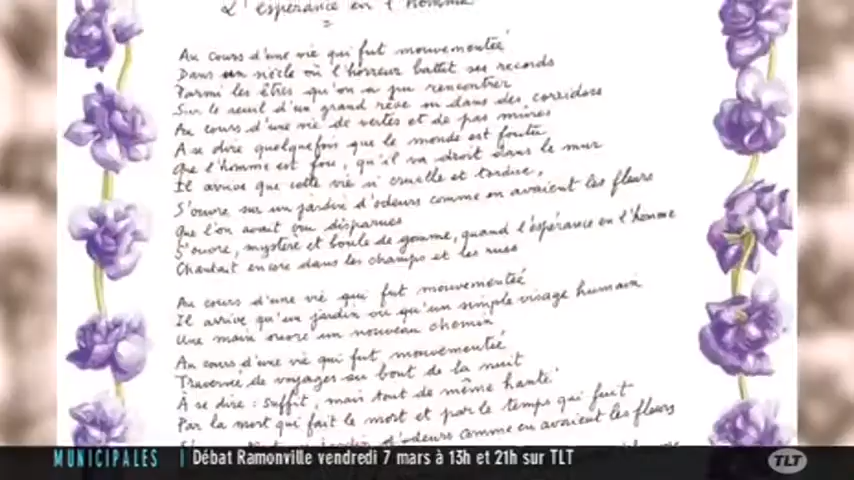 L'espérance en l'homme
=
Au cours d'une vie qui fut mouvementée
Dans un siècle où l'horreur battit ses records
Parmi les êtres qu'on a pu rencontrer
Sur le seuil d'un grand rêve ou dans des corridors
Au cours d'une vie de vertes et de pas mûres
A se dire quelquefois que le monde est foutu
Que l'homme est fou, qu'il va droit dans le mur
Il arrive que cette vie si cruelle et tordue,
S'ouvre sur un jardin d'odeurs comme en avaient les fleurs
Que l'on avait cru disparues
S'ouvre, mystère et boule de gomme, quand l'espérance en l'homme
Chantait encore dans les champs et les rues
Au cours d'une vie qui fut mouvementée
Il arrive qu'un jardin ou qu'un simple visage humain
Une main ouvre un nouveau chemin
Au cours d'une vie qui fut mouvementée
Traversée de voyages au bout de la nuit
À se dire : suffit, mais tout de même hanté
Par la mort qui fait le mort et par le temps qui fuit
jardin d'odeurs comme en avaient les fleurs
MUNICIPALES | Débat Ramonville vendredi 7 mars à 13h et 21h sur TLT
TLT